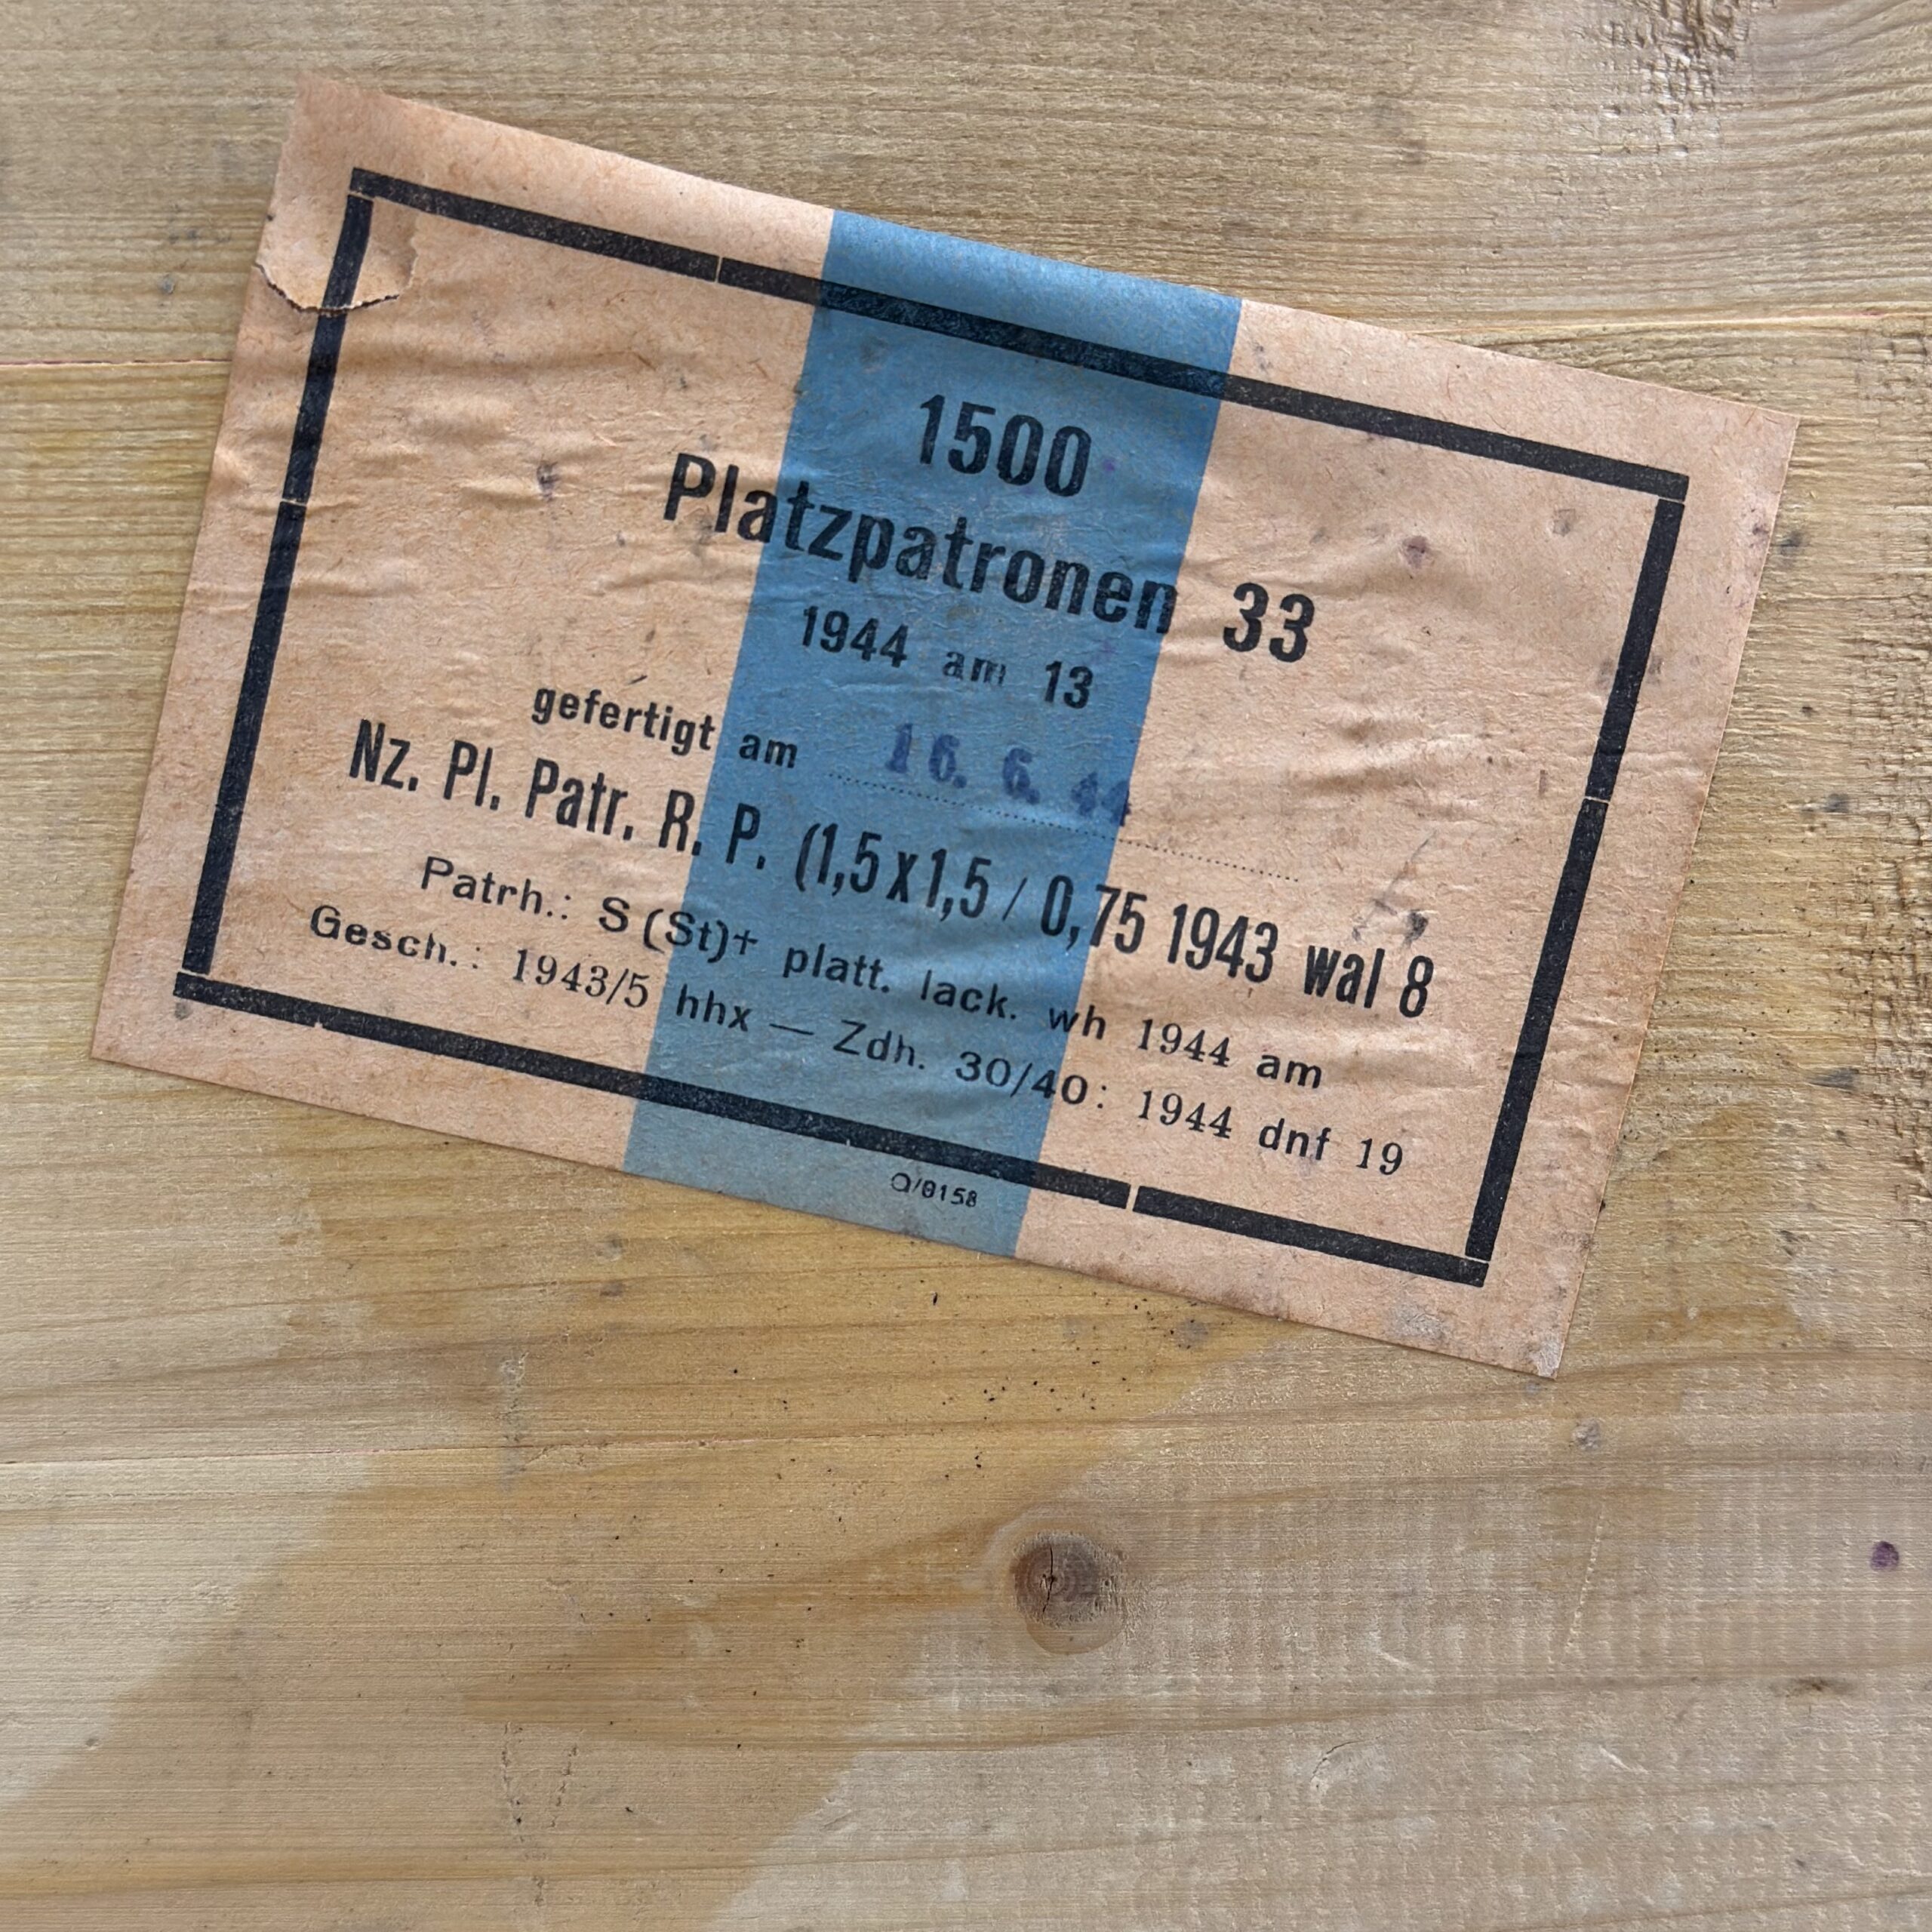 1500
Platzpatronen 33
1944 am 13
gefertigt am 16. 6. 44
Nz. Pl. Patr. R. P. (1,5x1,5 / 0,75 1943 wal 8
Patrh.: S (St)+ platt. lack. wh 1944 am
Gesch.: 1943/5 hhx — Zdh. 30/40: 1944 dnf 19
Q/0158